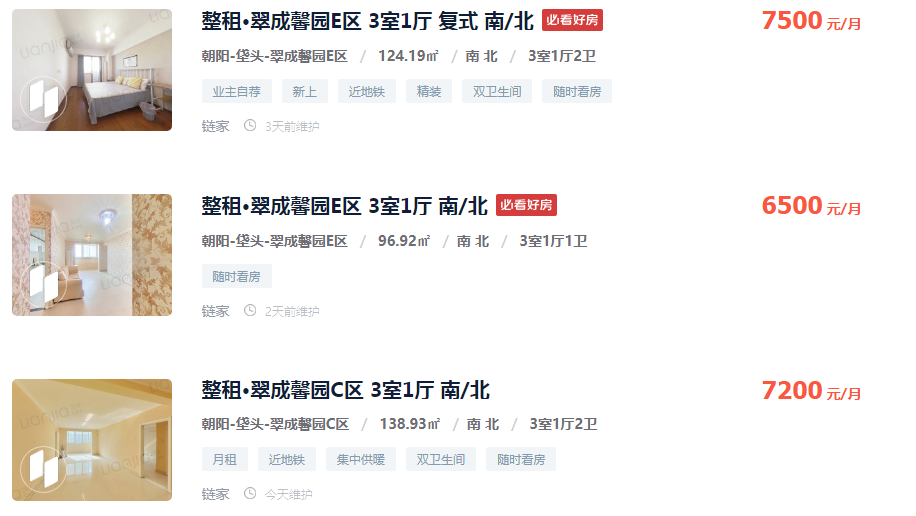 整租·翠成馨园E区 3室1厅 复式 南/北 必看好房 7500 元/月
朝阳-垡头-翠成馨园E区 / 124.19㎡ / 南 北 / 3室1厅2卫
业主自荐 新上 近地铁 精装 双卫生间 随时看房
链家 3天前维护
整租·翠成馨园E区 3室1厅 南/北 必看好房 6500 元/月
朝阳-垡头-翠成馨园E区 / 96.92㎡ / 南 北 / 3室1厅1卫
随时看房
链家 2天前维护
整租·翠成馨园C区 3室1厅 南/北 7200 元/月
朝阳-垡头-翠成馨园C区 / 138.93㎡ / 南 北 / 3室1厅2卫
月租 近地铁 集中供暖 双卫生间 随时看房
链家 今天维护